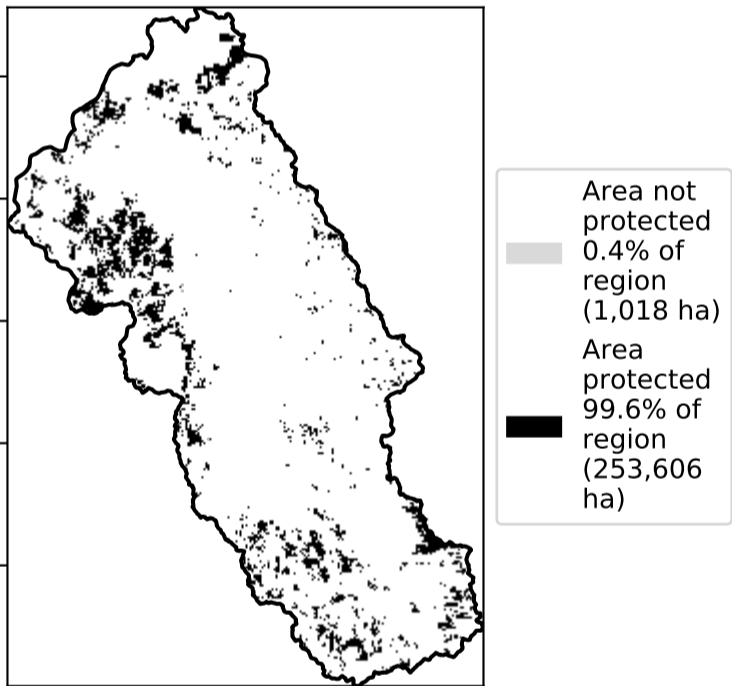 Area not
protected
0.4% of
region
(1,018 ha)
Area
protected
99.6% of
region
(253,606
ha)